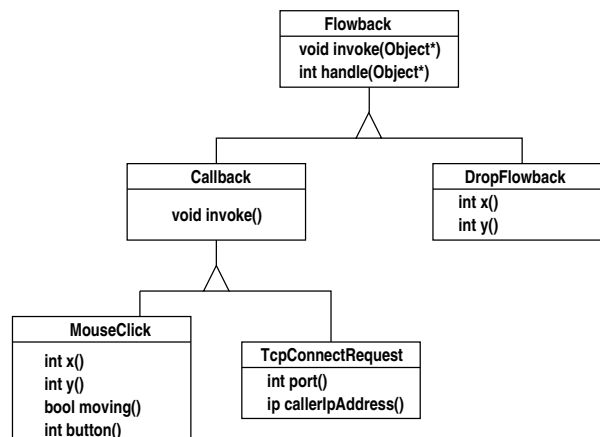 Flowback
void invoke(Object*)
int handle(Object*)
Callback
void invoke()
DropFlowback
int x()
int y()
MouseClick
int x()
int y()
bool moving()
int button()
TcpConnectRequest
int port()
ip callerIpAddress()